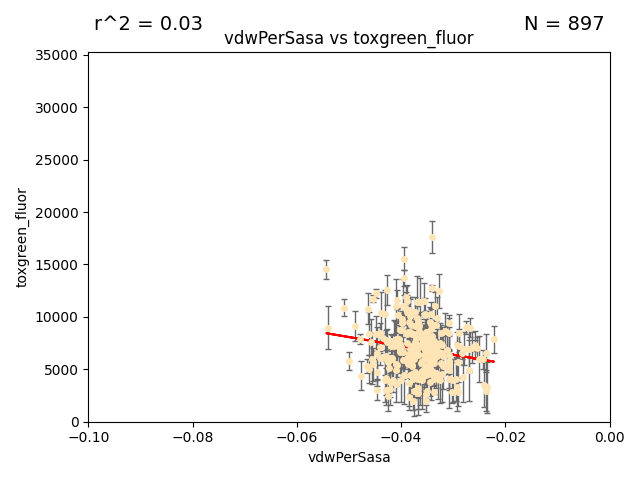 r^2 = 0.03
N = 897
vdwPerSasa vs toxgreen_fluor
35000
30000
25000
20000
15000
10000
5000
0
toxgreen_fluor
−0.10
−0.08
−0.06
−0.04
−0.02
0.00
vdwPerSasa